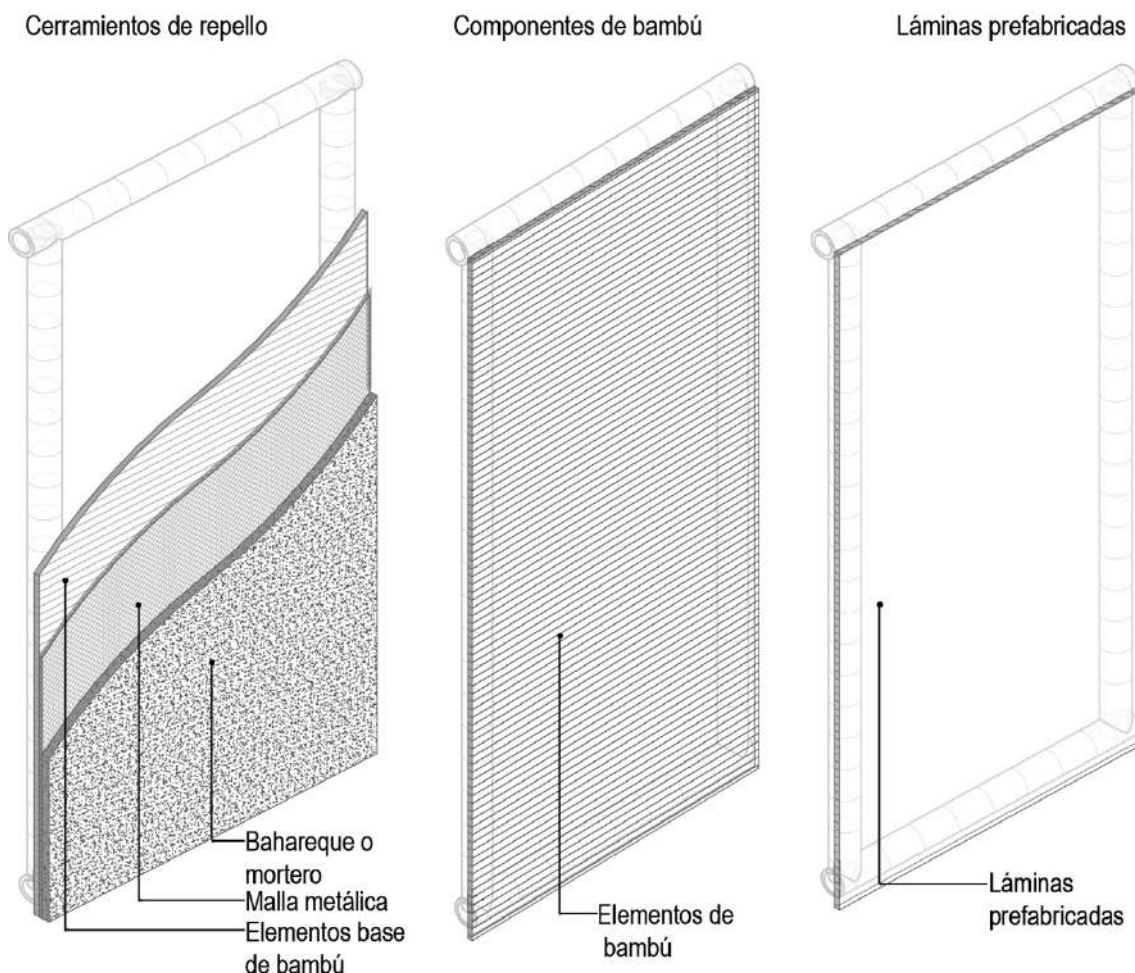 Cerramientos de repello
Componentes de bambú
Láminas prefabricadas
Bahareque o
mortero
Malla metálica
Elementos base
de bambú
Elementos de
bambú
Láminas
prefabricadas